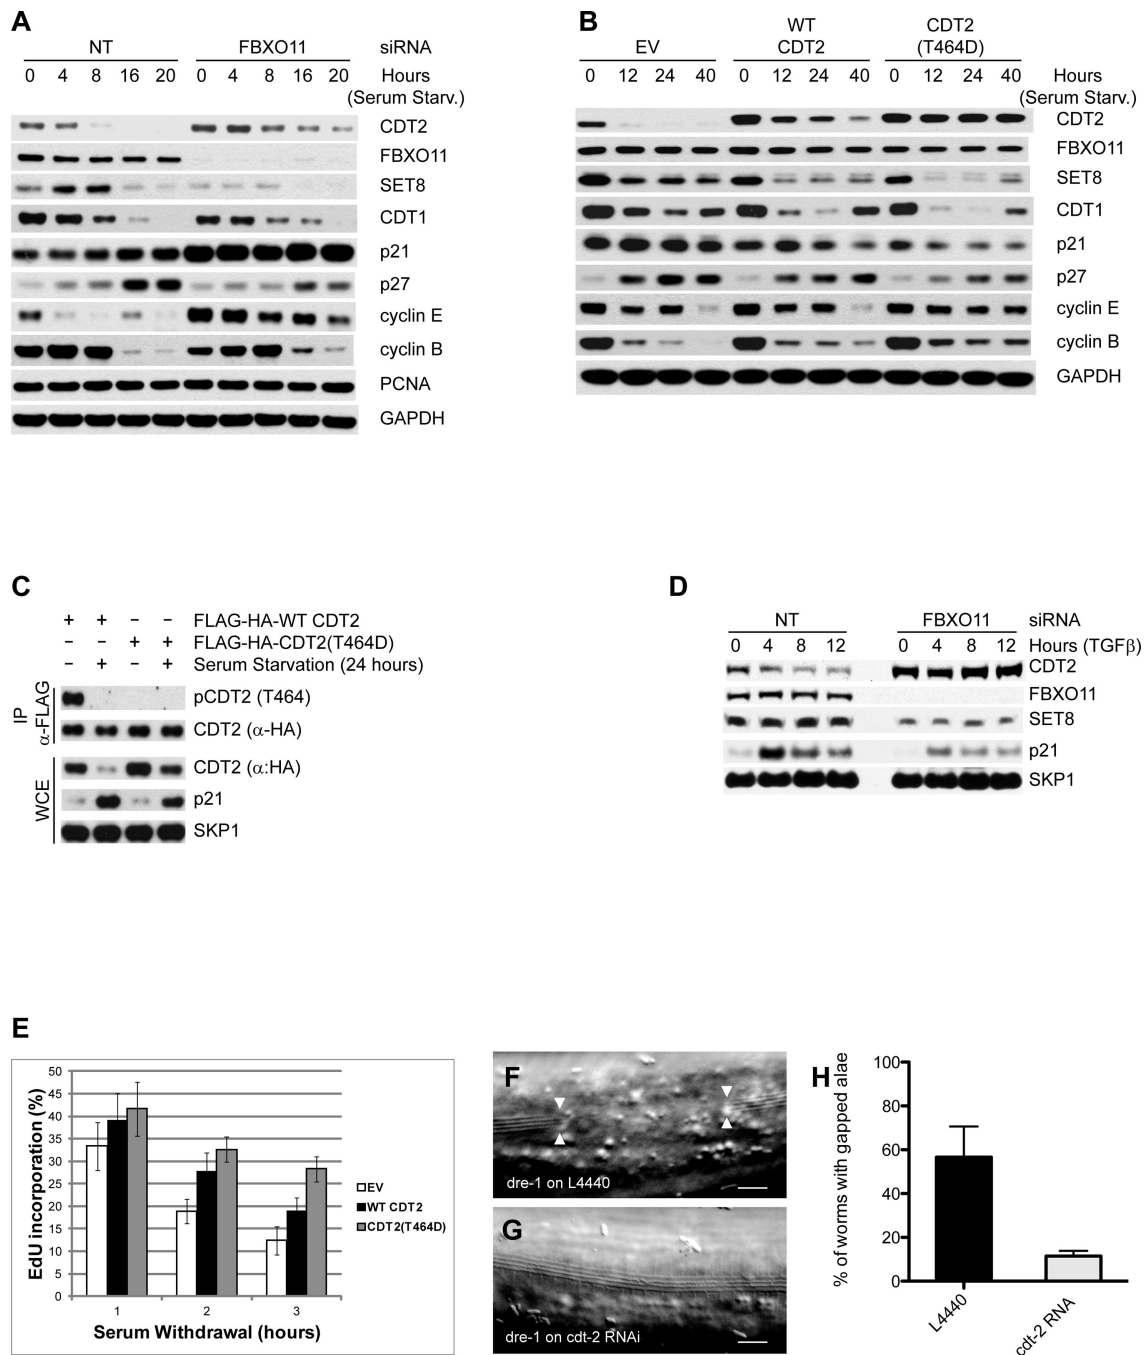 A
NT FBXO11 siRNA
0 4 8 16 20 0 4 8 16 20 Hours
(Serum Starv.)
CDT2
FBXO11
SET8
CDT1
p21
p27
cyclin E
cyclin B
PCNA
GAPDH
B
EV WT CDT2 CDT2 (T464D)
0 12 24 40 0 12 24 40 0 12 24 40 Hours
(Serum Starv.)
CDT2
FBXO11
SET8
CDT1
p21
p27
cyclin E
cyclin B
GAPDH
C
+ + – – FLAG-HA-WT CDT2
– – + + FLAG-HA-CDT2(T464D)
– + – + Serum Starvation (24 hours)
IP
α-FLAG
pCDT2 (T464)
CDT2 (α-HA)
WCE
CDT2 (α:HA)
p21
SKP1
D
NT FBXO11 siRNA
0 4 8 12 0 4 8 12 Hours (TGFβ)
CDT2
FBXO11
SET8
p21
SKP1
E
EdU incorporation (%)
50
45
40
35
30
25
20
15
10
5
0
1 2 3
Serum Withdrawal (hours)
EV
WT CDT2
CDT2(T464D)
F
dre-1 on L4440
G
dre-1 on cdt-2 RNAi
H
% of worms with gapped alae
100
80
60
40
20
0
L4440
cdt-2 RNA